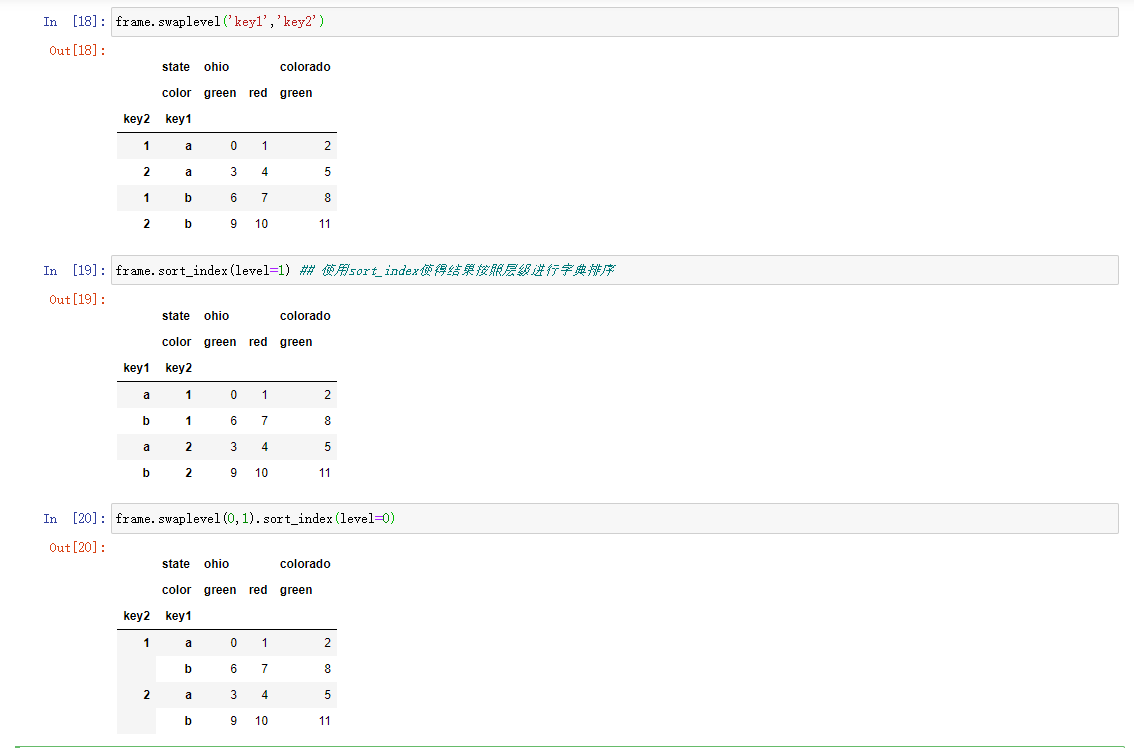 In [18]: frame.swaplevel('key1','key2')
Out[18]:
state ohio colorado
color green red green
key2 key1
1 a 0 1 2
2 a 3 4 5
1 b 6 7 8
2 b 9 10 11
In [19]: frame.sort_index(level=1) ## 使用sort_index使得结果按照层级进行字典排序
Out[19]:
state ohio colorado
color green red green
key1 key2
a 1 0 1 2
b 1 6 7 8
a 2 3 4 5
b 2 9 10 11
In [20]: frame.swaplevel(0,1).sort_index(level=0)
Out[20]:
state ohio colorado
color green red green
key2 key1
1 a 0 1 2
b 6 7 8
2 a 3 4 5
b 9 10 11